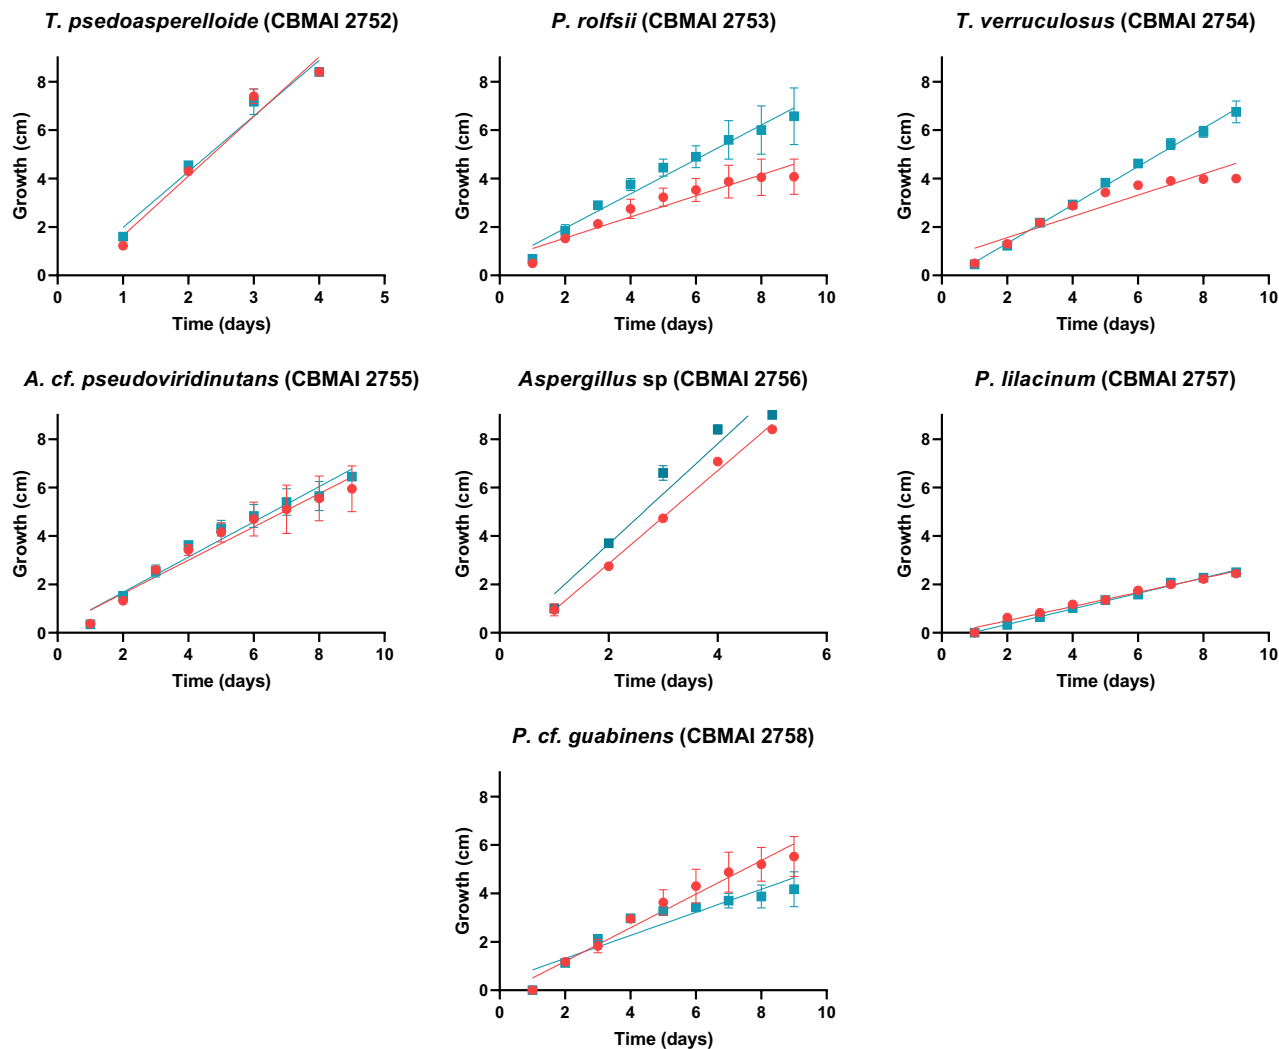 T. psedoasperelloide (CBMAI 2752)
Growth (cm)
8
6
4
2
0
0 1 2 3 4 5
Time (days)
P. rolfsii (CBMAI 2753)
Growth (cm)
8
6
4
2
0
0 2 4 6 8 10
Time (days)
T. verruculosus (CBMAI 2754)
Growth (cm)
8
6
4
2
0
0 2 4 6 8 10
Time (days)
A. cf. pseudoviridinutans (CBMAI 2755)
Growth (cm)
8
6
4
2
0
0 2 4 6 8 10
Time (days)
Aspergillus sp (CBMAI 2756)
Growth (cm)
8
6
4
2
0
0 2 4 6
Time (days)
P. lilacinum (CBMAI 2757)
Growth (cm)
8
6
4
2
0
0 2 4 6 8 10
Time (days)
P. cf. guabinens (CBMAI 2758)
Growth (cm)
8
6
4
2
0
0 2 4 6 8 10
Time (days)